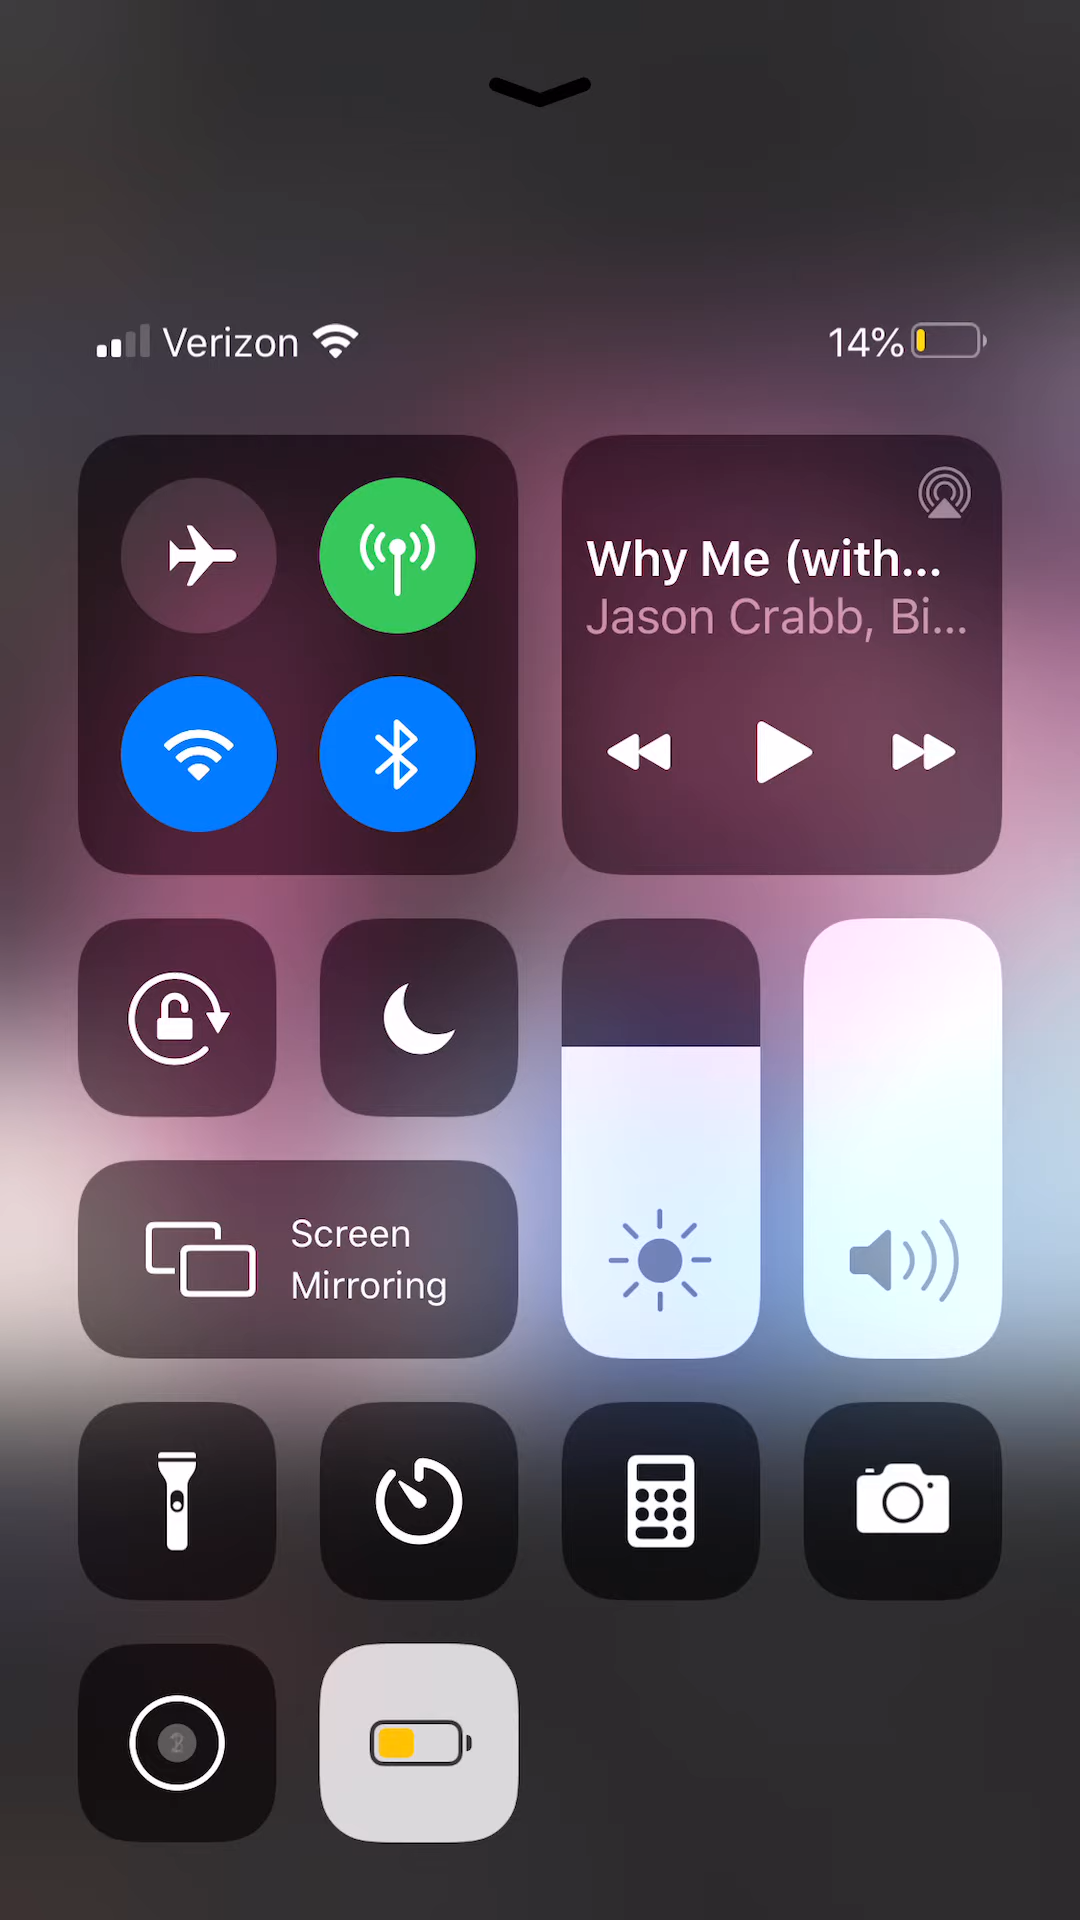 Verizon 14%
Why Me (with...
Jason Crabb, Bi...
Screen
Mirroring